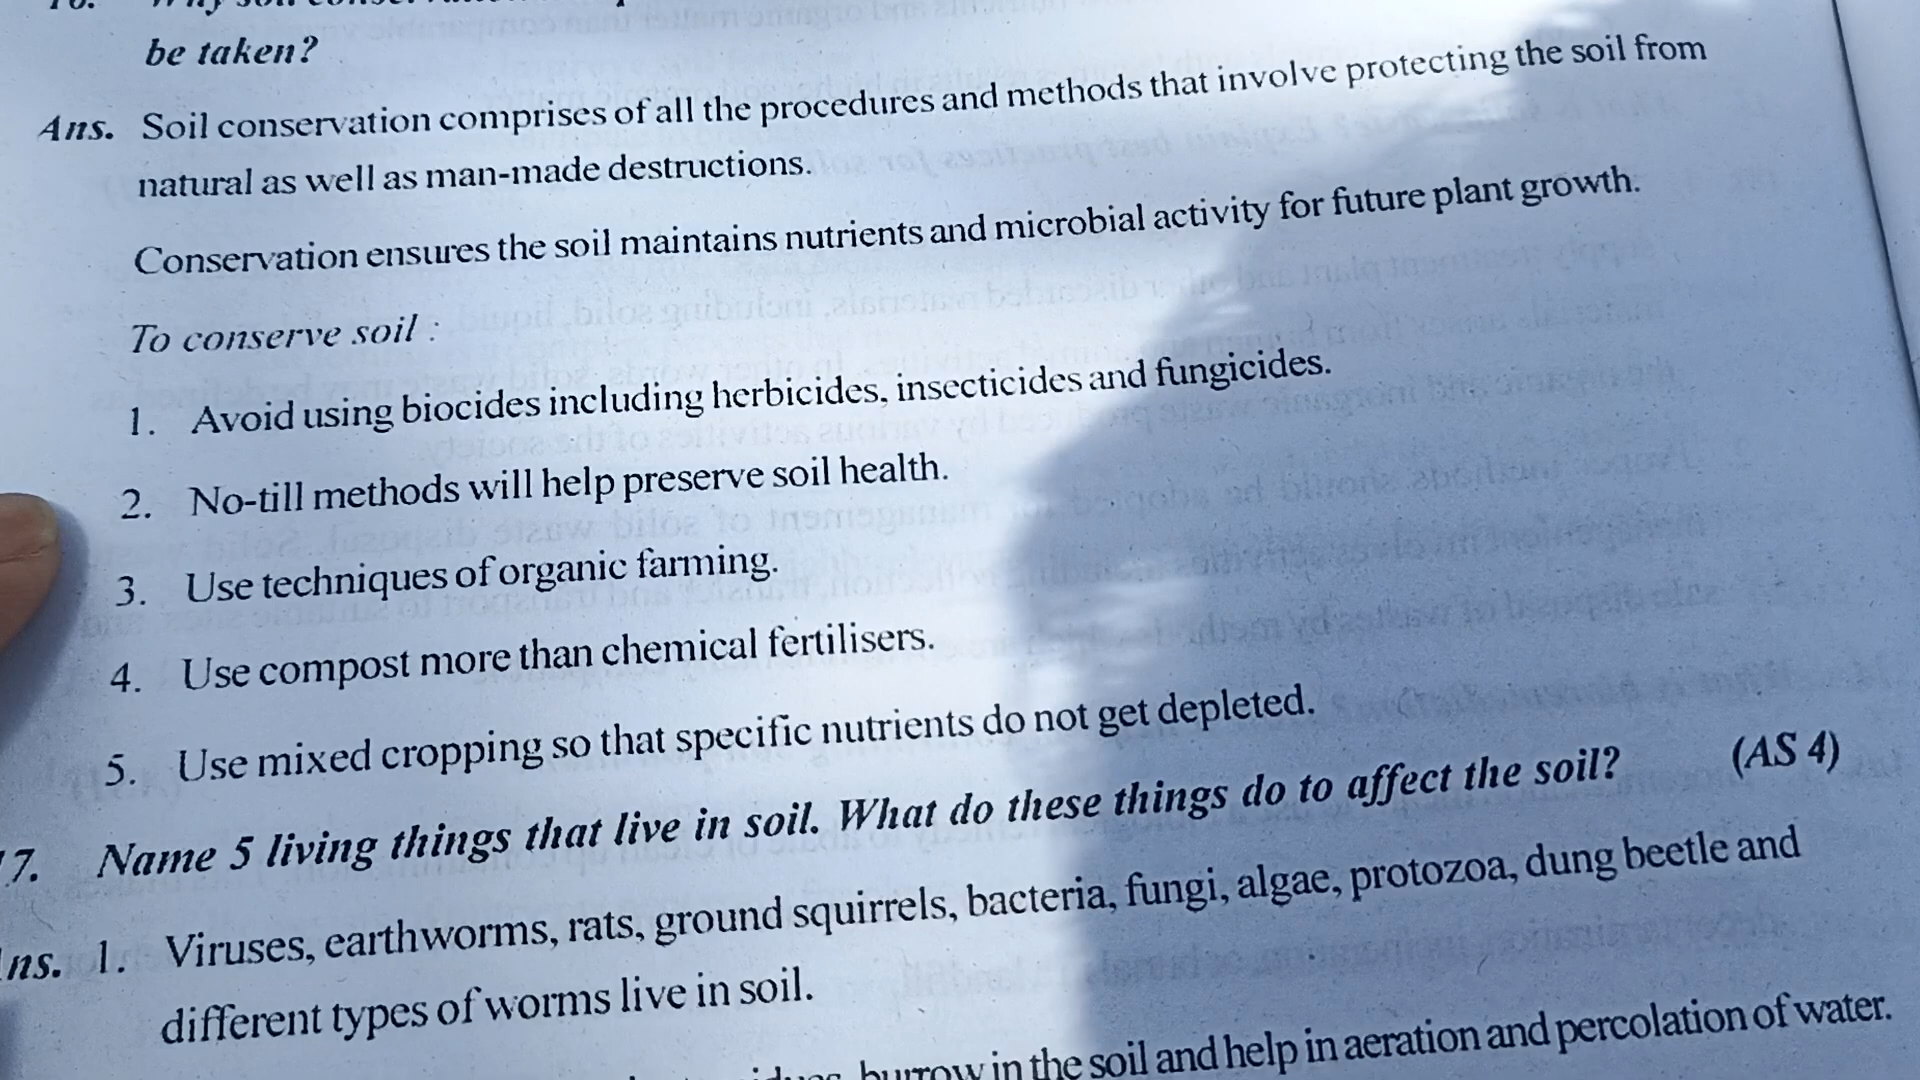 be taken?
Ans. Soil conservation comprises of all the procedures and methods that involve protecting the soil from
natural as well as man-made destructions.
Conservation ensures the soil maintains nutrients and microbial activity for future plant growth.
To conserve soil :
1. Avoid using biocides including herbicides, insecticides and fungicides.
2. No-till methods will help preserve soil health.
3. Use techniques of organic farming.
4. Use compost more than chemical fertilisers.
5. Use mixed cropping so that specific nutrients do not get depleted.
17. Name 5 living things that live in soil. What do these things do to affect the soil? (AS 4)
Ans. 1. Viruses, earthworms, rats, ground squirrels, bacteria, fungi, algae, protozoa, dung beetle and
different types of worms live in soil.
burrow in the soil and help in aeration and percolation of water.